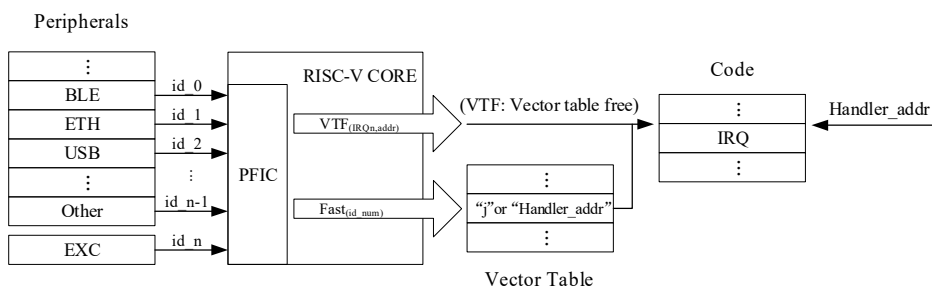 Peripherals
⋮
BLE
ETH
USB
⋮
Other
EXC
id_0
id_1
id_2
⋮
id_n-1
id_n
RISC-V CORE
PFIC
VTF(IRQn,addr)
Fast(id_num)
(VTF: Vector table free)
⋮
“j”or “Handler_addr”
⋮
Vector Table
Code
⋮
IRQ
⋮
Handler_addr